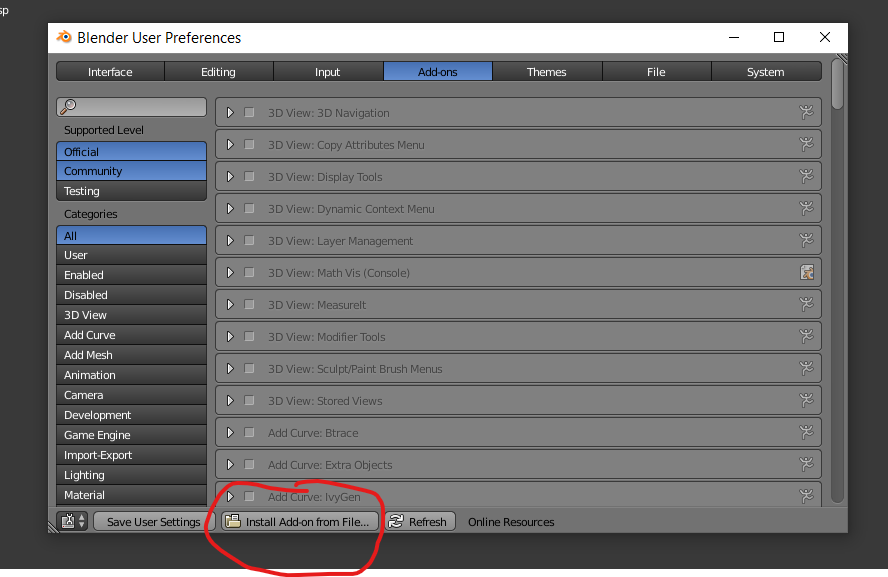 sp
Blender User Preferences
Interface Editing Input Add-ons Themes File System
Supported Level
Official
Community
Testing
Categories
All
User
Enabled
Disabled
3D View
Add Curve
Add Mesh
Animation
Camera
Development
Game Engine
Import-Export
Lighting
Material
3D View: 3D Navigation
3D View: Copy Attributes Menu
3D View: Display Tools
3D View: Dynamic Context Menu
3D View: Layer Management
3D View: Math Vis (Console)
3D View: MeasureIt
3D View: Modifier Tools
3D View: Sculpt/Paint Brush Menus
3D View: Stored Views
Add Curve: Btrace
Add Curve: Extra Objects
Add Curve: IvyGen
Save User Settings Install Add-on from File... Refresh Online Resources